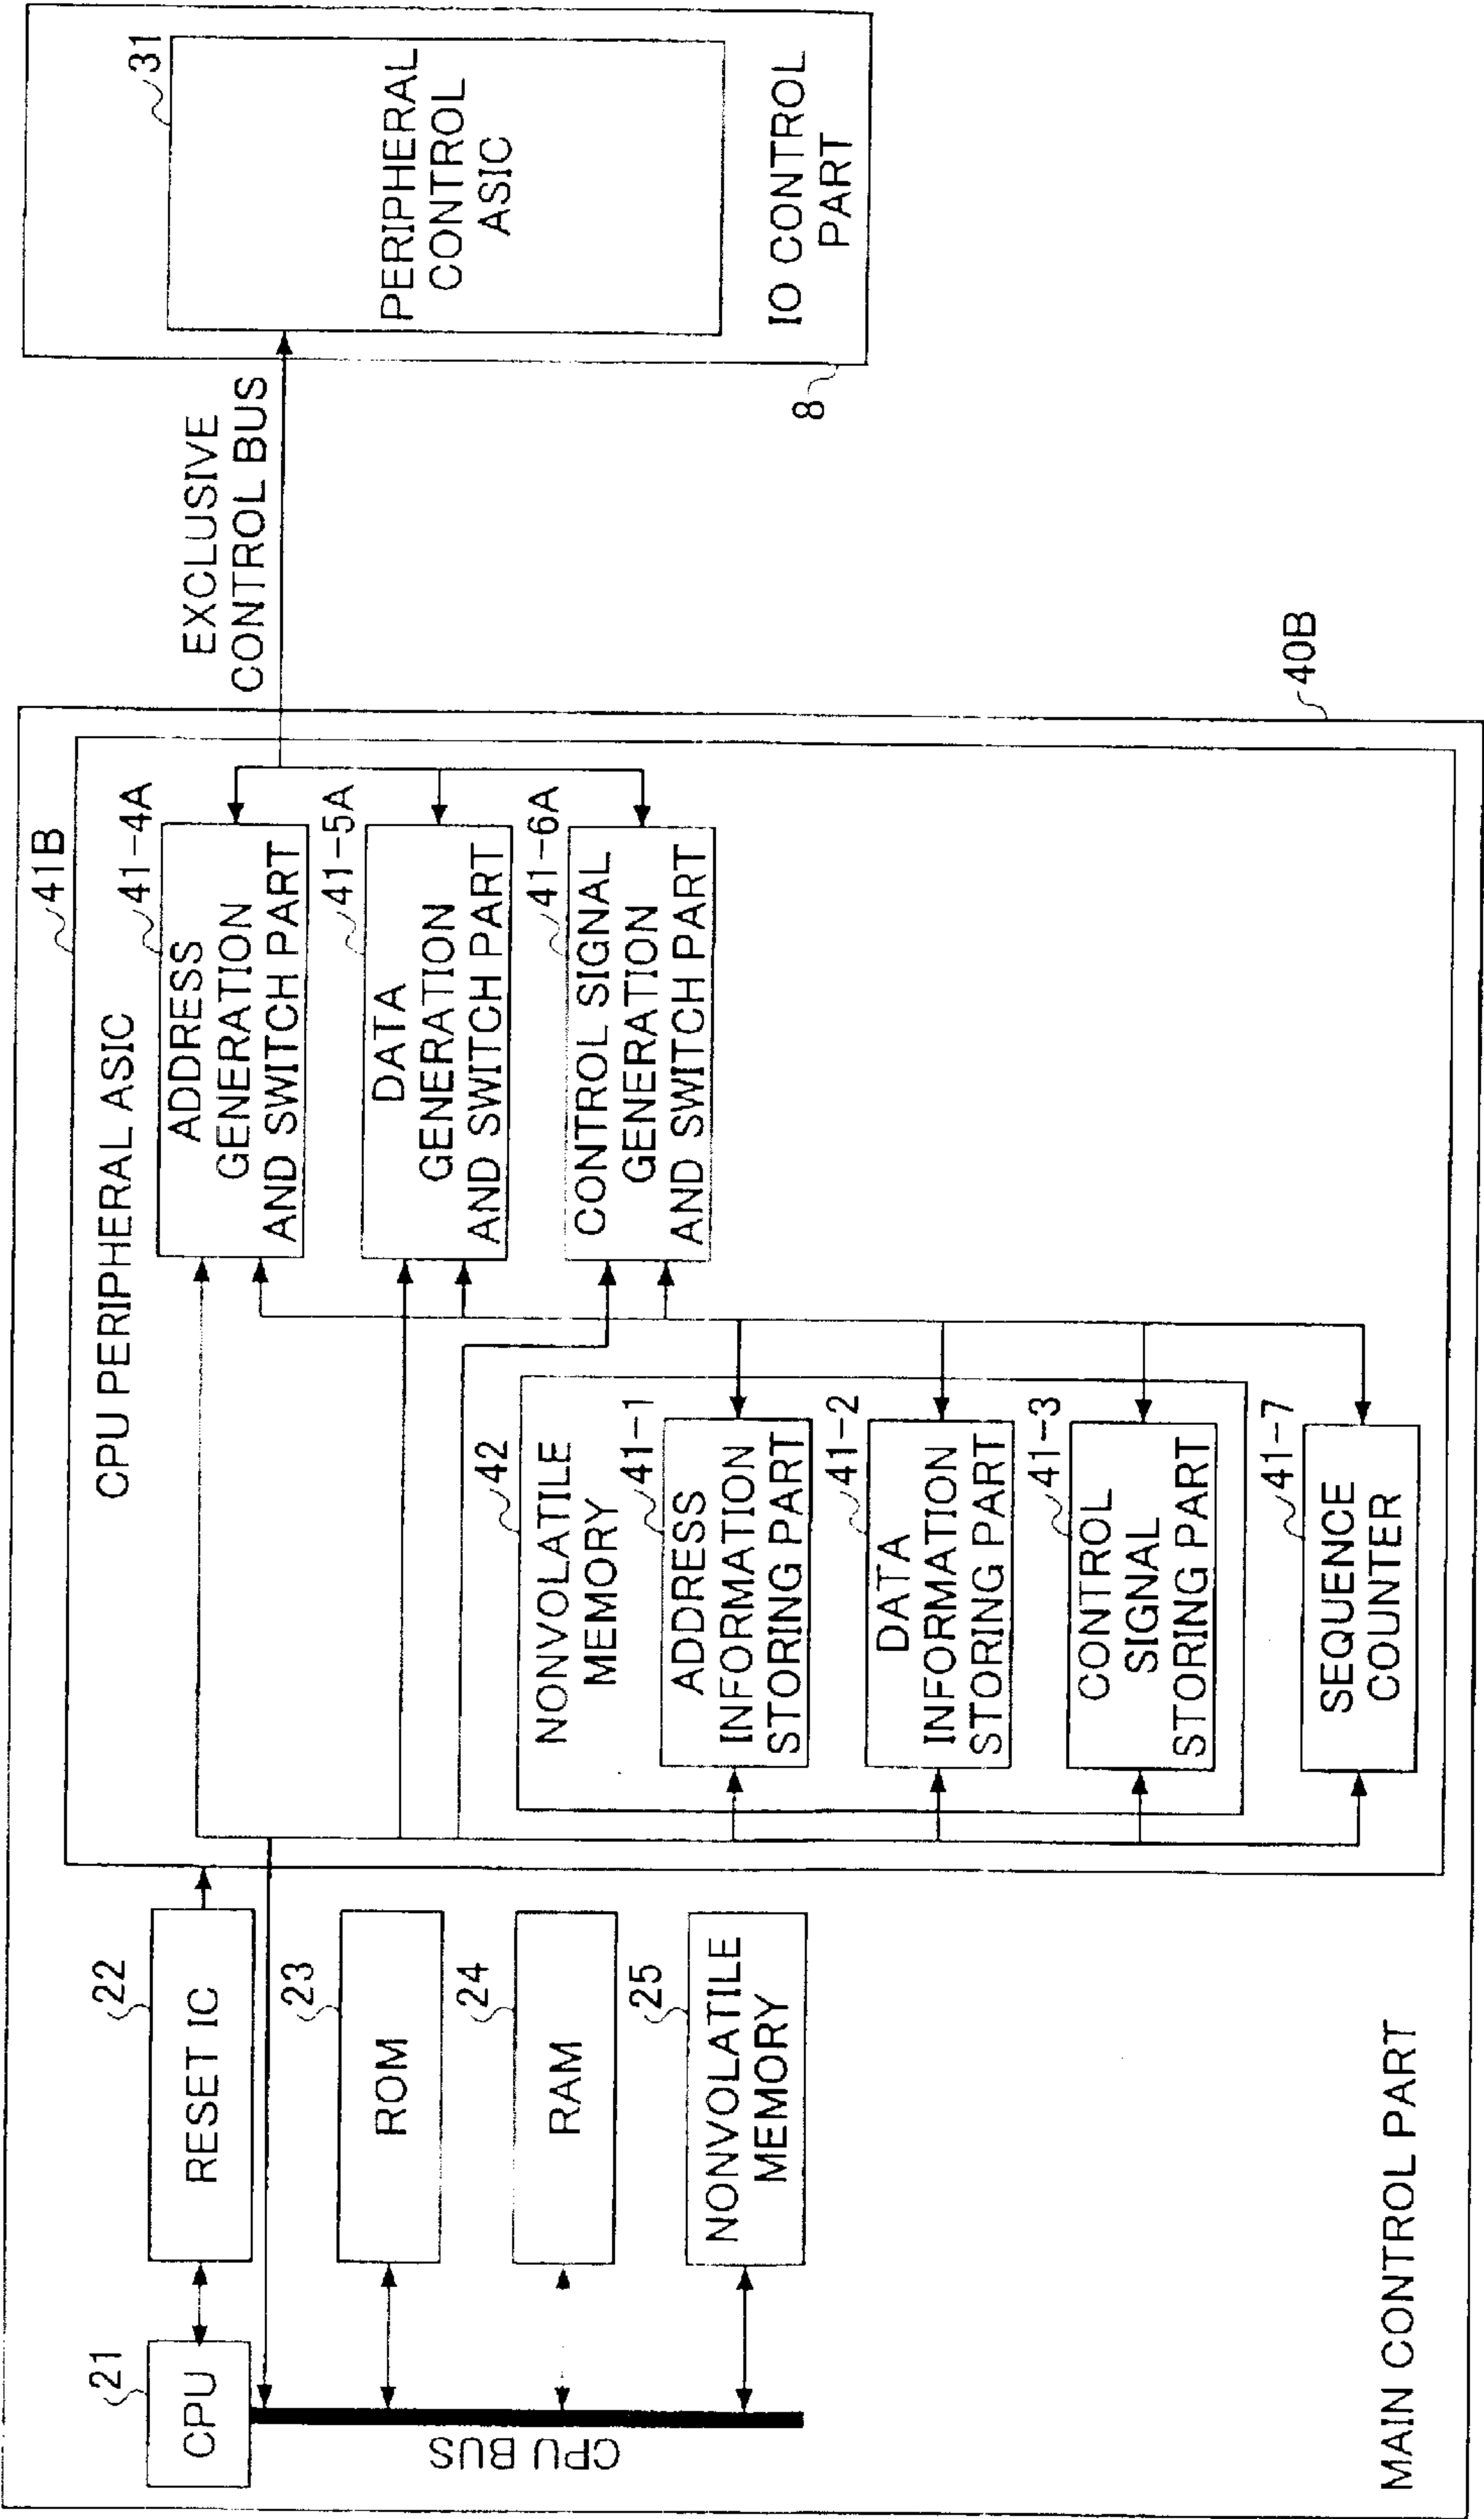 MAIN CONTROL PART
40B
21
CPU
CPU BUS
22
RESET IC
23
ROM
24
RAM
25
NONVOLATILE
MEMORY
41B
CPU PERIPHERAL ASIC
42
NONVOLATILE
MEMORY
41-1
ADDRESS
INFORMATION
STORING PART
41-2
DATA
INFORMATION
STORING PART
41-3
CONTROL
SIGNAL
STORING PART
41-7
SEQUENCE
COUNTER
41-4A
ADDRESS
GENERATION
AND SWITCH PART
41-5A
DATA
GENERATION
AND SWITCH PART
41-6A
CONTROL SIGNAL
GENERATION
AND SWITCH PART
EXCLUSIVE
CONTROL BUS
31
PERIPHERAL
CONTROL
ASIC
IO CONTROL
PART
8